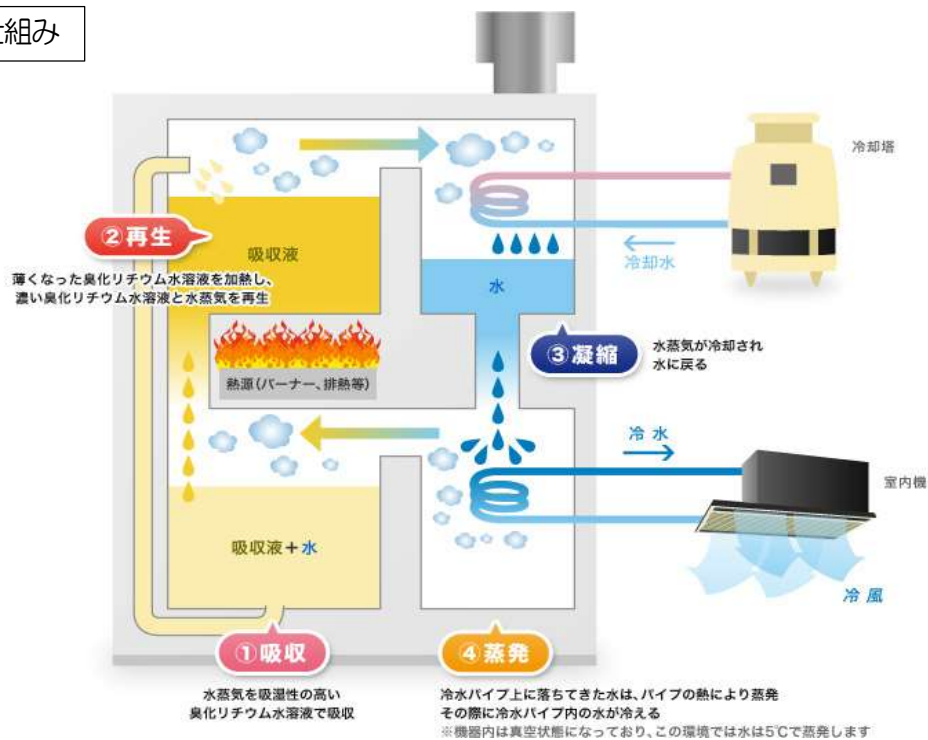 組み
冷却塔
②再生
吸収液
薄くなった臭化リチウム水溶液を加熱し、
濃い臭化リチウム水溶液と水蒸気を再生
冷却水
水
③凝縮
水蒸気が冷却され
水に戻る
熱源(バーナー、排熱等)
冷水
室内機
吸収液+水
冷風
①吸収
水蒸気を吸湿性の高い
臭化リチウム水溶液で吸収
④蒸発
冷水パイプ上に落ちてきた水は、パイプの熱により蒸発
その際に冷水パイプ内の水が冷える
※機器内は真空状態になっており、この環境では水は5℃で蒸発します